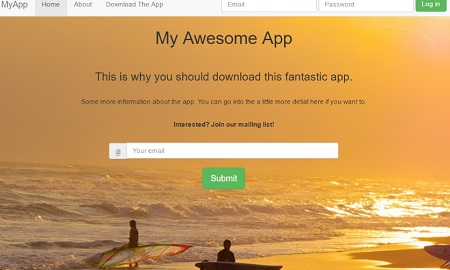 MyApp Home About Download The App Email Password Log in
My Awesome App
This is why you should download this fantastic app.
Some more information about the app. You can go into the a little more detial here if you want to.
Interested? Join our mailing list!
@ Your email
Submit